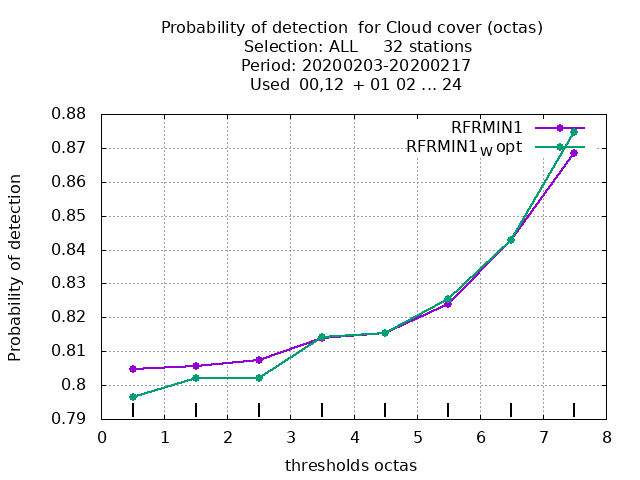 Probability of detection  for Cloud cover (octas)
Selection: ALL     32 stations
Period: 20200203-20200217
Used  00,12  + 01 02 ... 24
RFRMIN1
RFRMIN1W opt
0.88
0.87
0.86
0.85
0.84
0.83
0.82
0.81
0.8
0.79
Probability of detection
0 1 2 3 4 5 6 7 8
thresholds octas